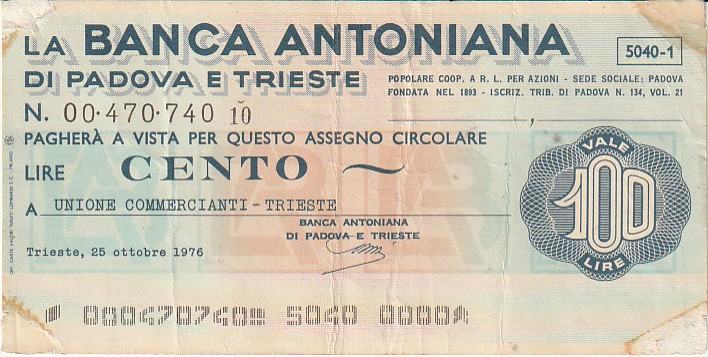 LA BANCA ANTONIANA
DI PADOVA E TRIESTE
5040-1
POPOLARE COOP. A R. L. PER AZIONI - SEDE SOCIALE: PADOVA
FONDATA NEL 1893 - ISCRIZ. TRIB. DI PADOVA N. 134, VOL. 21
N. 00·470·740 10
PAGHERÀ A VISTA PER QUESTO ASSEGNO CIRCOLARE
LIRE CENTO ~
A UNIONE COMMERCIANTI-TRIESTE
BANCA ANTONIANA
DI PADOVA E TRIESTE
Trieste, 25 ottobre 1976
VALE
100
LIRE
0004707408 5040 0000